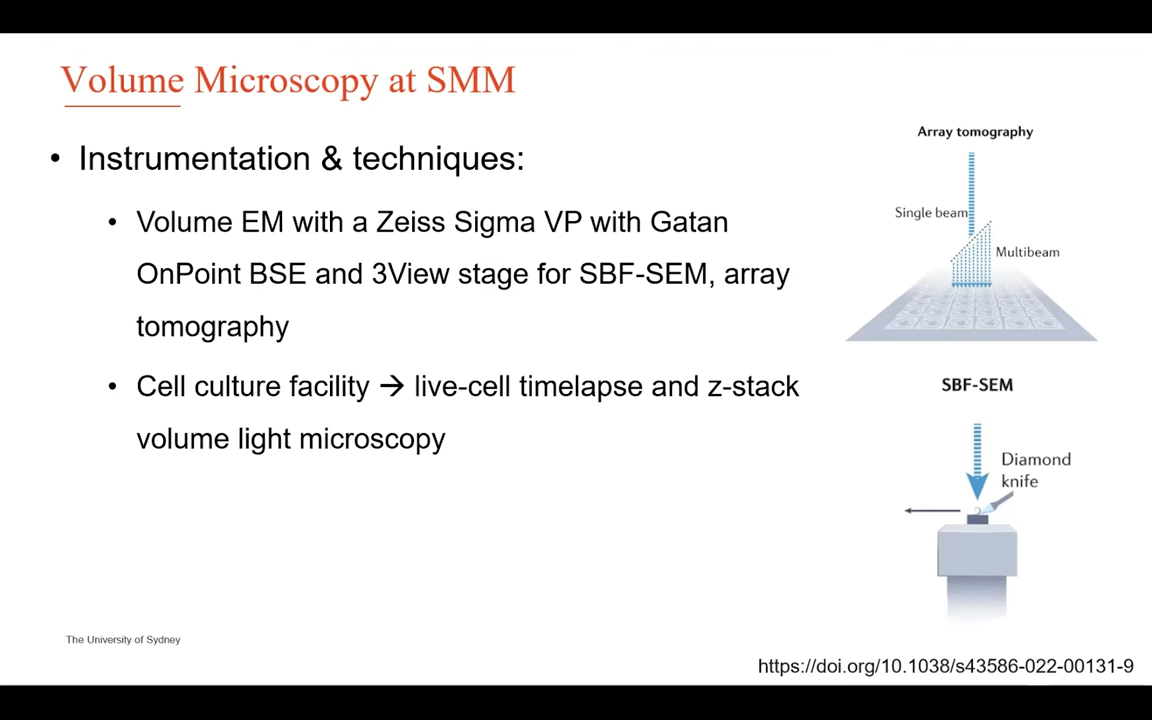 Volume Microscopy at SMM
• Instrumentation & techniques:
• Volume EM with a Zeiss Sigma VP with Gatan
OnPoint BSE and 3View stage for SBF-SEM, array
tomography
• Cell culture facility → live-cell timelapse and z-stack
volume light microscopy
Array tomography
Single beam
Multibeam
SBF-SEM
Diamond
knife
The University of Sydney
https://doi.org/10.1038/s43586-022-00131-9